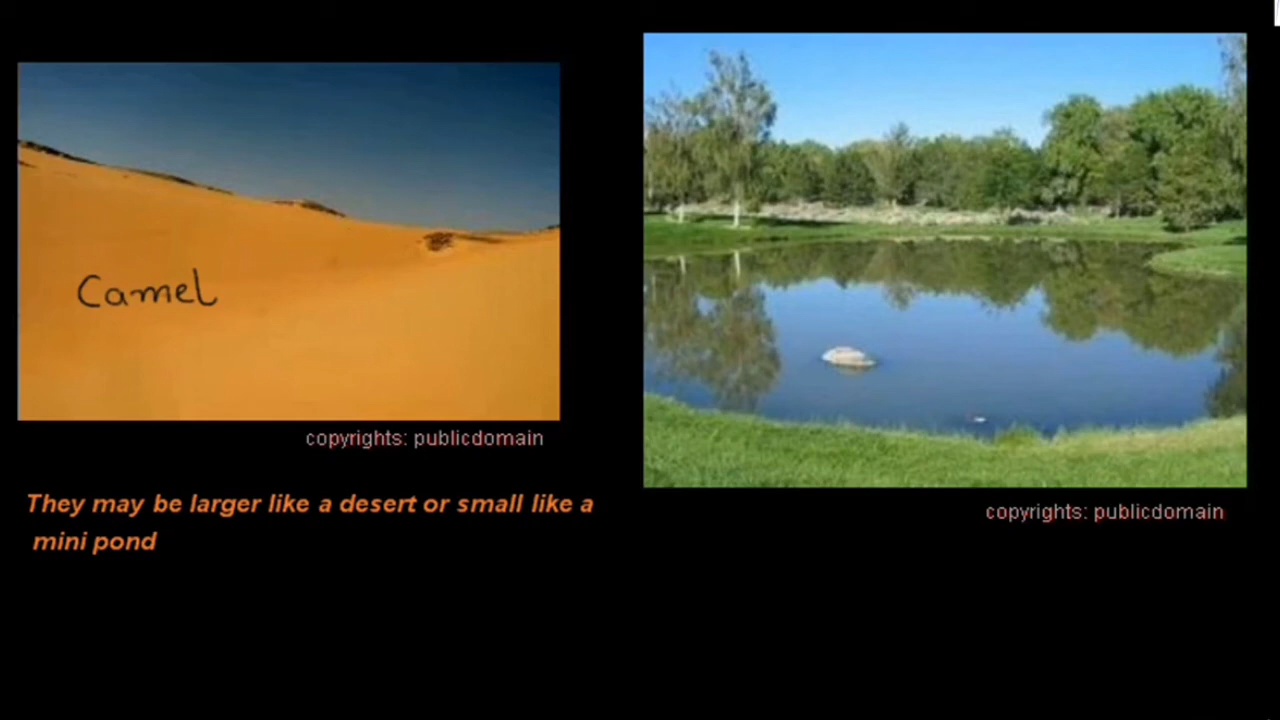 Camel
copyrights: publicdomain
They may be larger like a desert or small like a
mini pond
copyrights: publicdomain